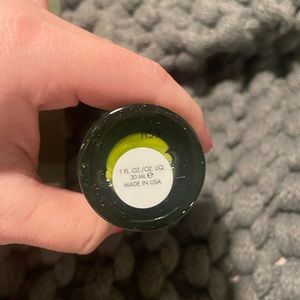 1 FL. OZ./OZ. LIQ.
30 ML ℮
MADE IN USA